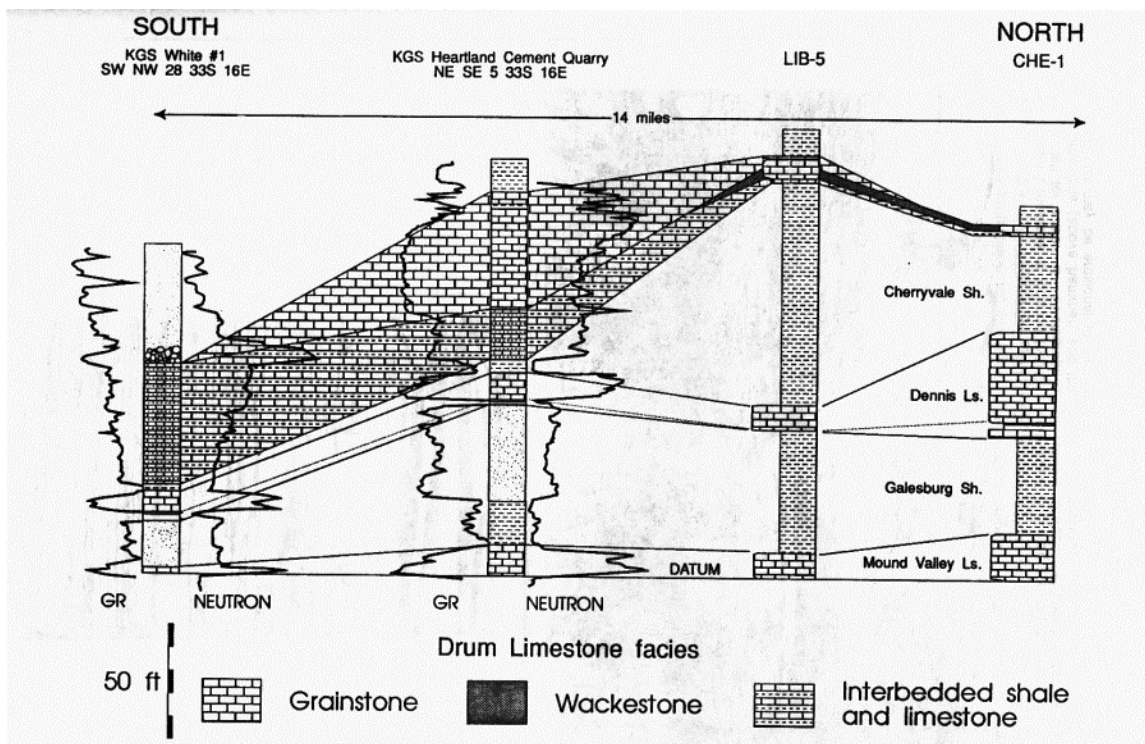 SOUTH
KGS White #1
SW NW 28 33S 16E
KGS Heartland Cement Quarry
NE SE 5 33S 16E
LIB-5
NORTH
CHE-1
14 miles
Cherryvale Sh.
Dennis Ls.
Galesburg Sh.
Mound Valley Ls.
DATUM
GR
NEUTRON
GR
NEUTRON
50 ft
Drum Limestone facies
Grainstone
Wackestone
Interbedded shale
and limestone